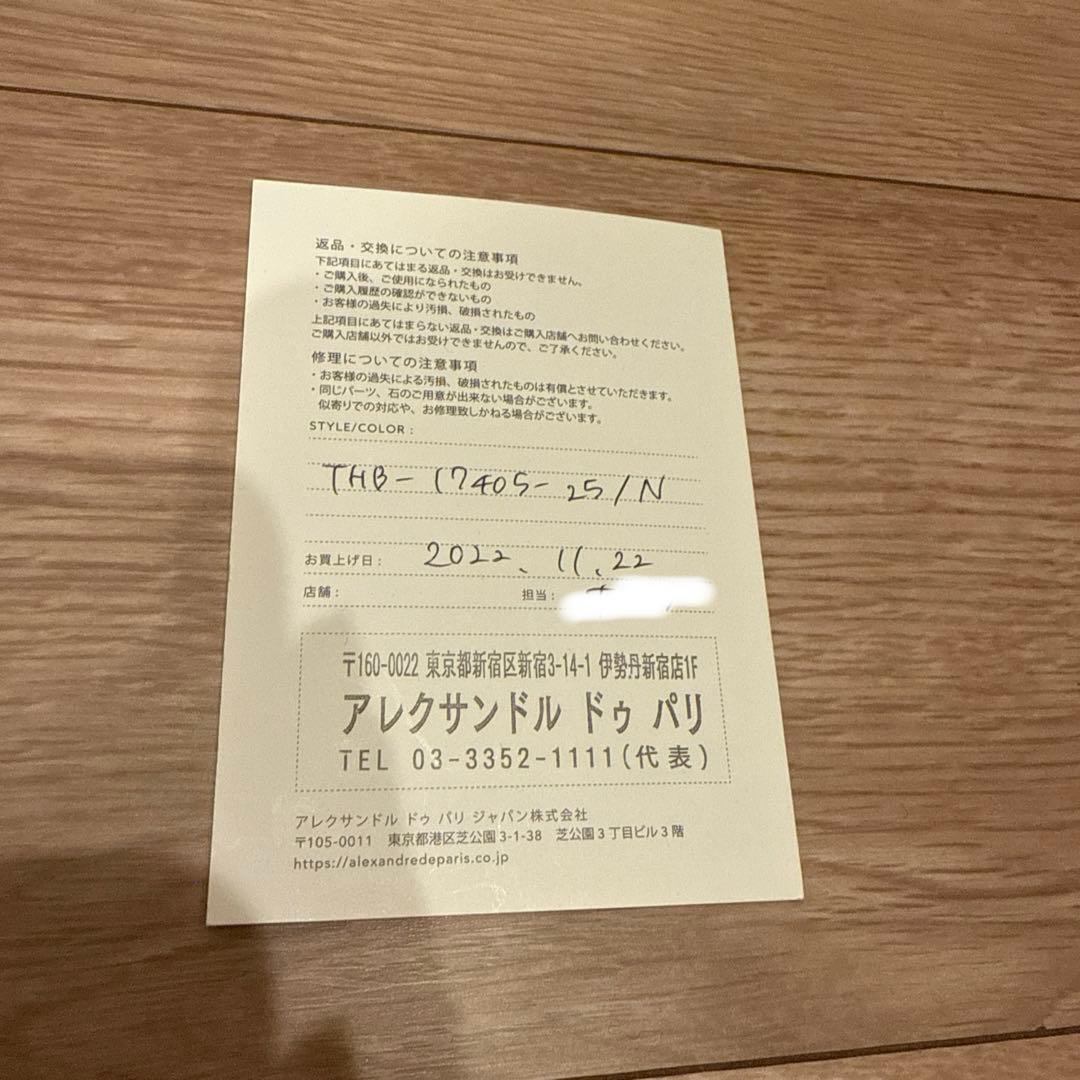 返品・交換についての注意事項
下記項目にあてはまる返品・交換はお受けできません。
・ご購入後、ご使用になられたもの
・ご購入履歴の確認ができないもの
・お客様の過失により汚損、破損されたもの
上記項目にあてはまらない返品・交換はご購入店舗へお問い合わせください。
ご購入店舗以外ではお受けできませんので、ご了承ください。
修理についての注意事項
・お客様の過失による汚損、破損されたものは有償とさせていただきます。
・同じパーツ、石のご用意が出来ない場合がございます。
似寄りでの対応や、お修理致しかねる場合がございます。
STYLE/COLOR :
THB- 17405- 25/N
お買上げ日: 2022、11、22
店舗: 担当:
〒160-0022 東京都新宿区新宿3-14-1 伊勢丹新宿店1F
アレクサンドル ドゥ パリ
TEL 03-3352-1111(代表)
アレクサンドル ドゥ パリ ジャパン株式会社
〒105-0011 東京都港区芝公園3-1-38 芝公園3丁目ビル3階
https://alexandredeparis.co.jp